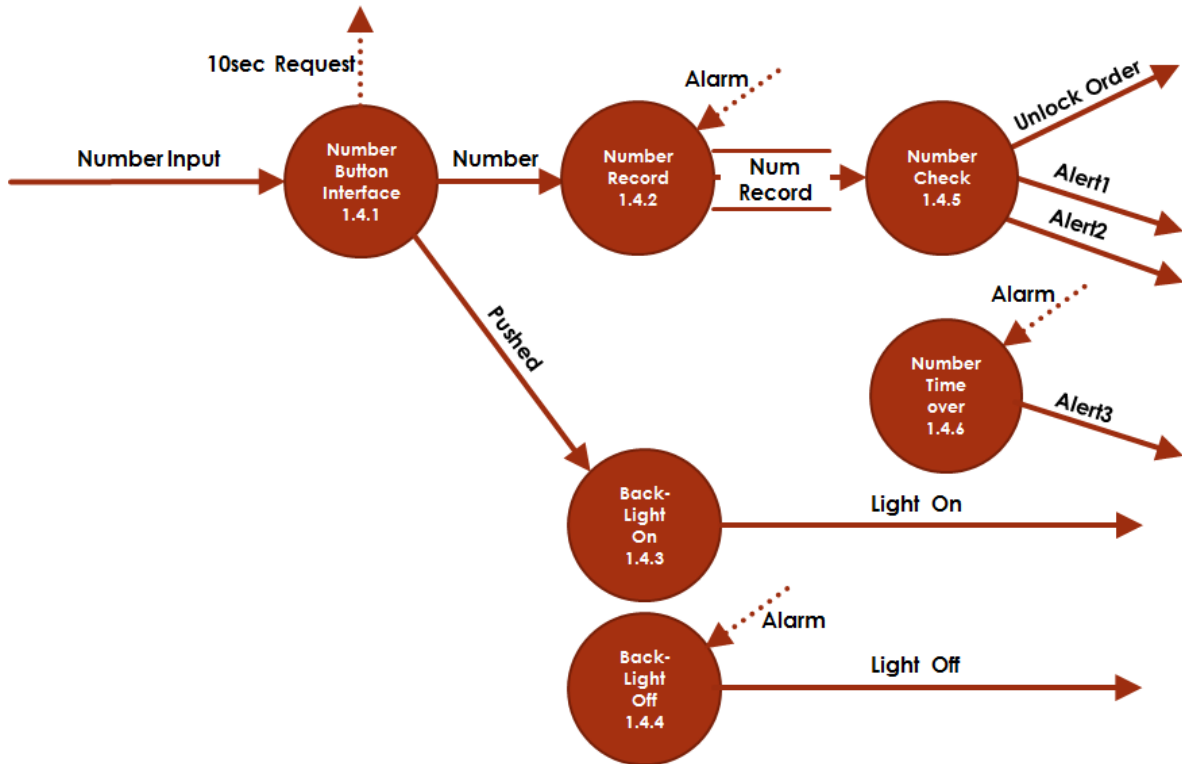 10sec Request
Number Input
Number
Button
Interface
1.4.1
Number
Alarm
Number
Record
1.4.2
Num
Record
Number
Check
1.4.5
Unlock Order
Alert1
Alert2
Pushed
Alarm
Number
Time
over
1.4.6
Alert3
Back-
Light
On
1.4.3
Light On
Back-
Light
Off
1.4.4
Alarm
Light Off